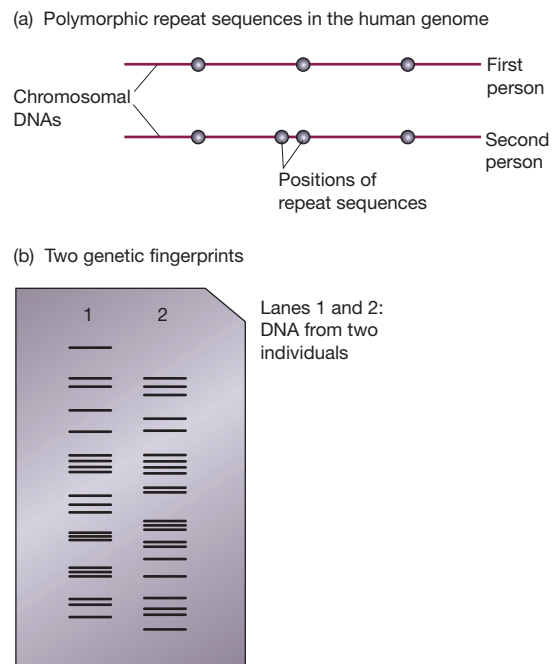 (a) Polymorphic repeat sequences in the human genome
First
person
Chromosomal
DNAs
Second
person
Positions of
repeat sequences
(b) Two genetic fingerprints
1 2
Lanes 1 and 2:
DNA from two
individuals